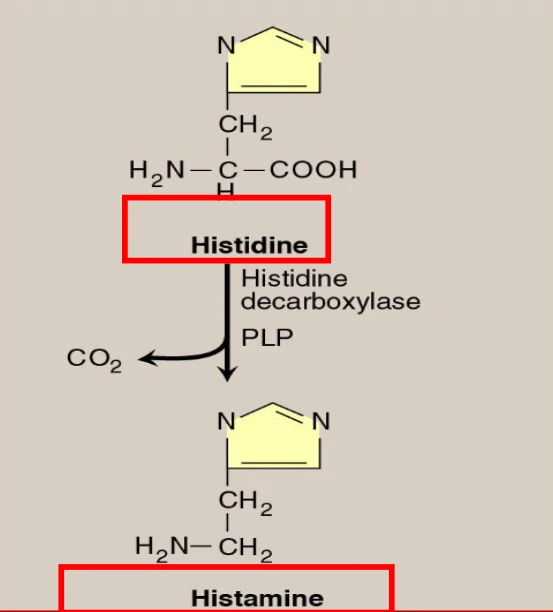 N N
CH₂
H₂N—C—COOH
H
Histidine
Histidine
decarboxylase
PLP
CO₂
N N
CH₂
H₂N—CH₂
Histamine